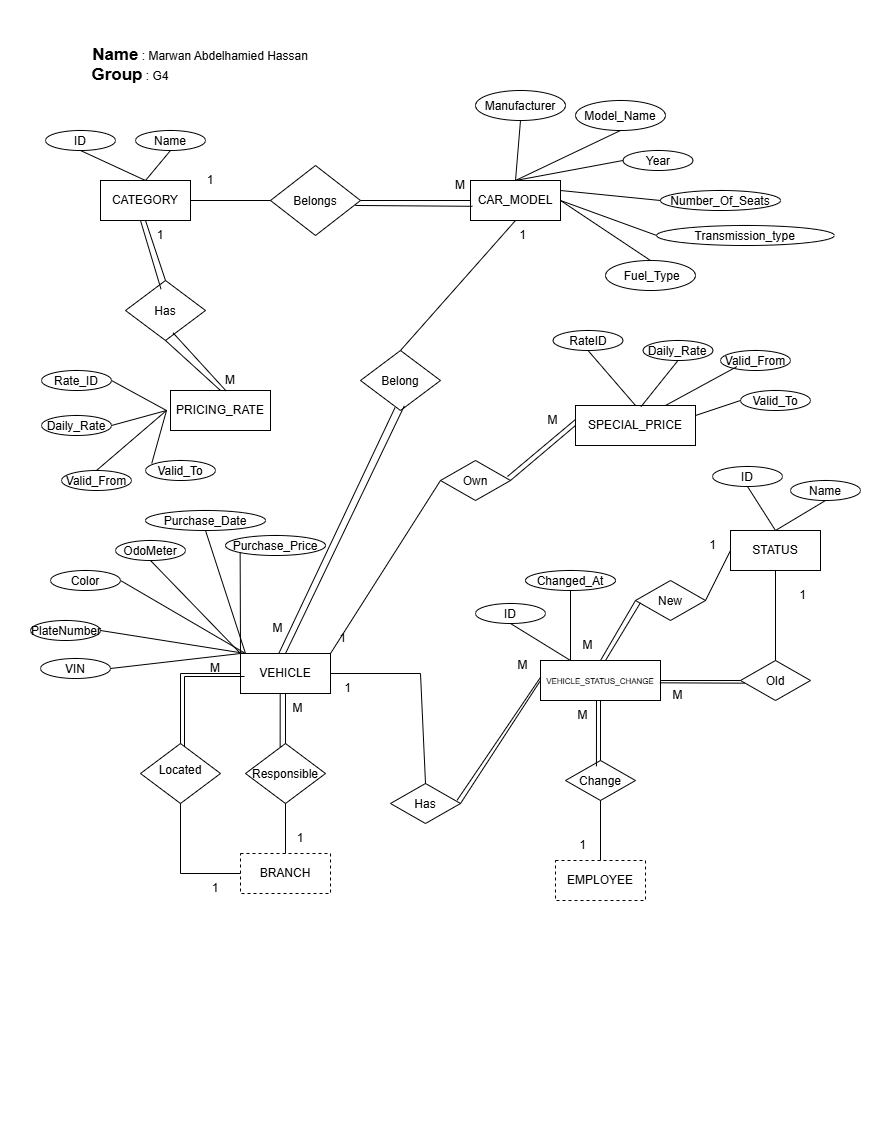 Name : Marwan Abdelhamied Hassan
Group : G4
Manufacturer
Model_Name
ID
Name
Year
1
M
CATEGORY
Belongs
CAR_MODEL
Number_Of_Seats
Transmission_type
1
1
Fuel_Type
Has
RateID
Daily_Rate
Valid_From
Rate_ID
M
Belong
Valid_To
PRICING_RATE
M
SPECIAL_PRICE
Daily_Rate
Valid_From
Valid_To
Own
ID
Name
Purchase_Date
Purchase_Price
OdoMeter
1
STATUS
Color
Changed_At
1
New
ID
PlateNumber
M
1
M
VIN
M
VEHICLE
M
VEHICLE_STATUS_CHANGE
Old
1
M
M
M
Located
Responsible
Change
Has
1
1
BRANCH
EMPLOYEE
1